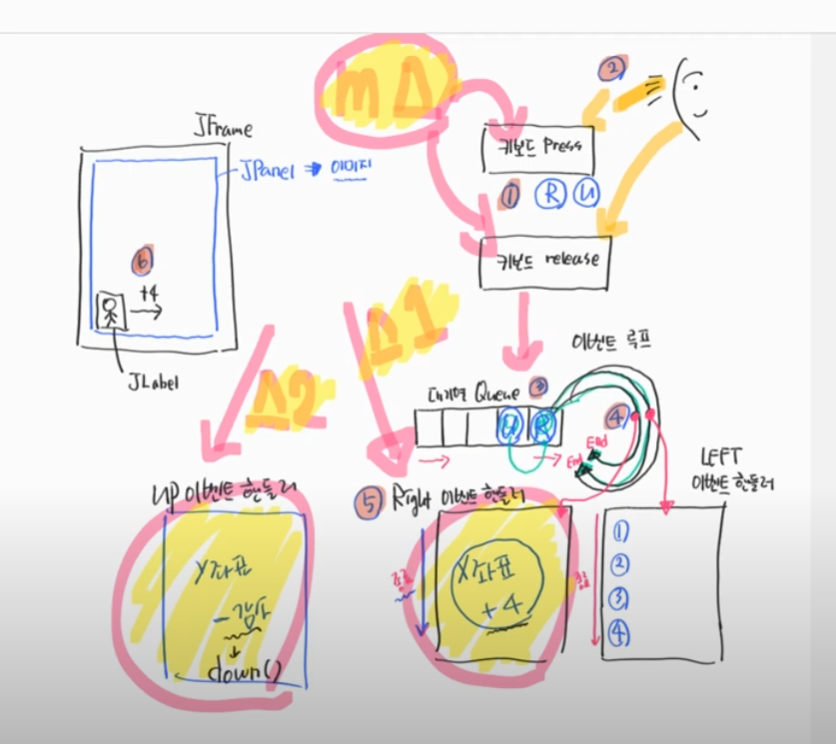 m △
②
키보드 Press
① R U
키보드 release
JFrame
JPanel ⇒ 이미지
⑥
+4
JLabel
△1
△2
이벤트 루프
대기열 Queue ③
U R
④
End
End
LEFT
이벤트 핸들러
UP 이벤트 핸들러
⑤ Right 이벤트 핸들러
Y좌표
down()
X좌표
+4
①
②
③
④